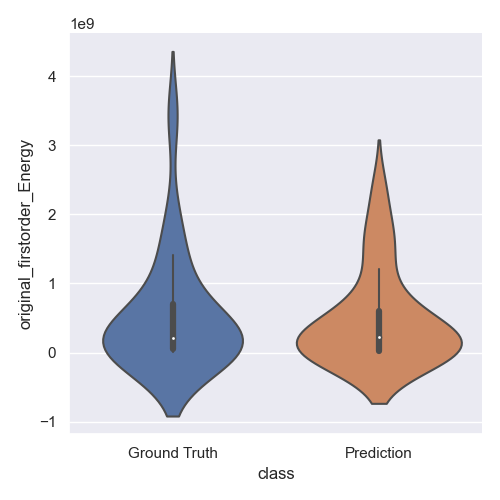 1e9
4
3
2
1
0
−1
original_firstorder_Energy
Ground Truth
Prediction
class